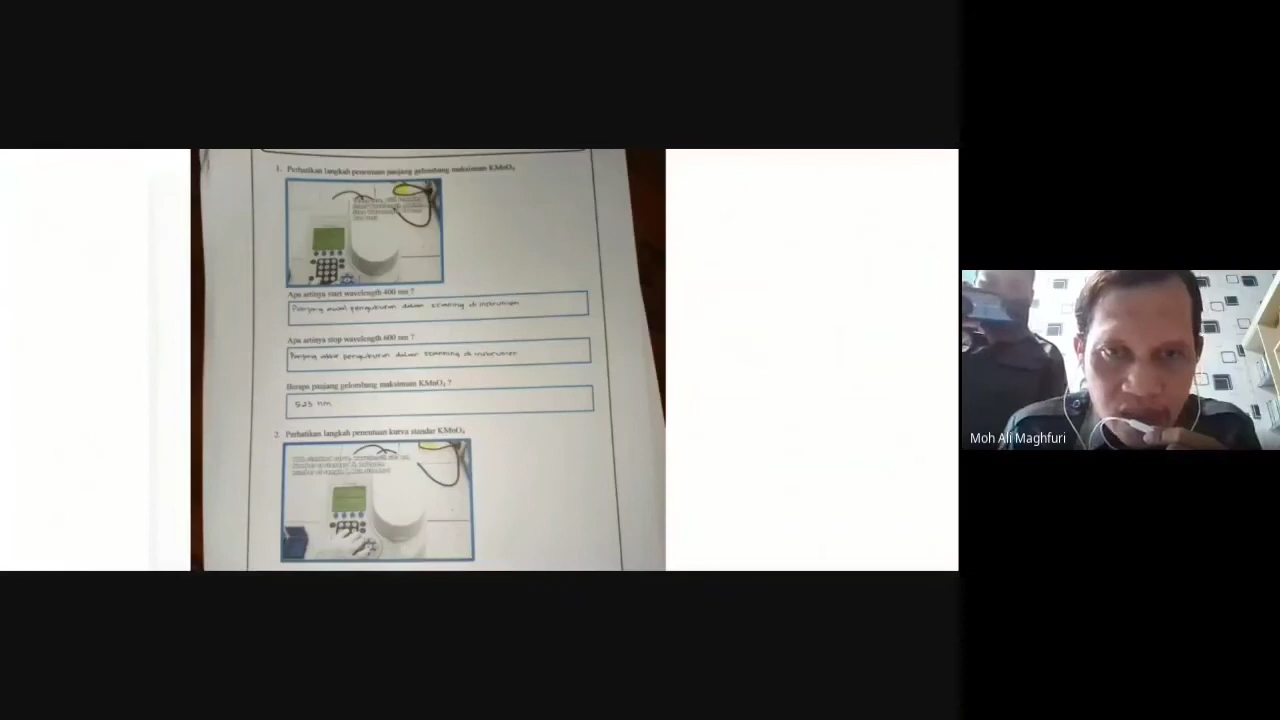 1. Perhatikan langkah penentuan panjang gelombang maksimum KMnO4
Apa artinya start wavelength 400 nm ?
Panjang awal pengukuran dalam scanning di instrumen
Apa artinya stop wavelength 600 nm ?
Panjang akhir pengukuran dalam scanning di instrumen
Berapa panjang gelombang maksimum KMnO4 ?
525 nm
2. Perhatikan langkah penentuan kurva standar KMnO4
Moh Ali Maghfuri